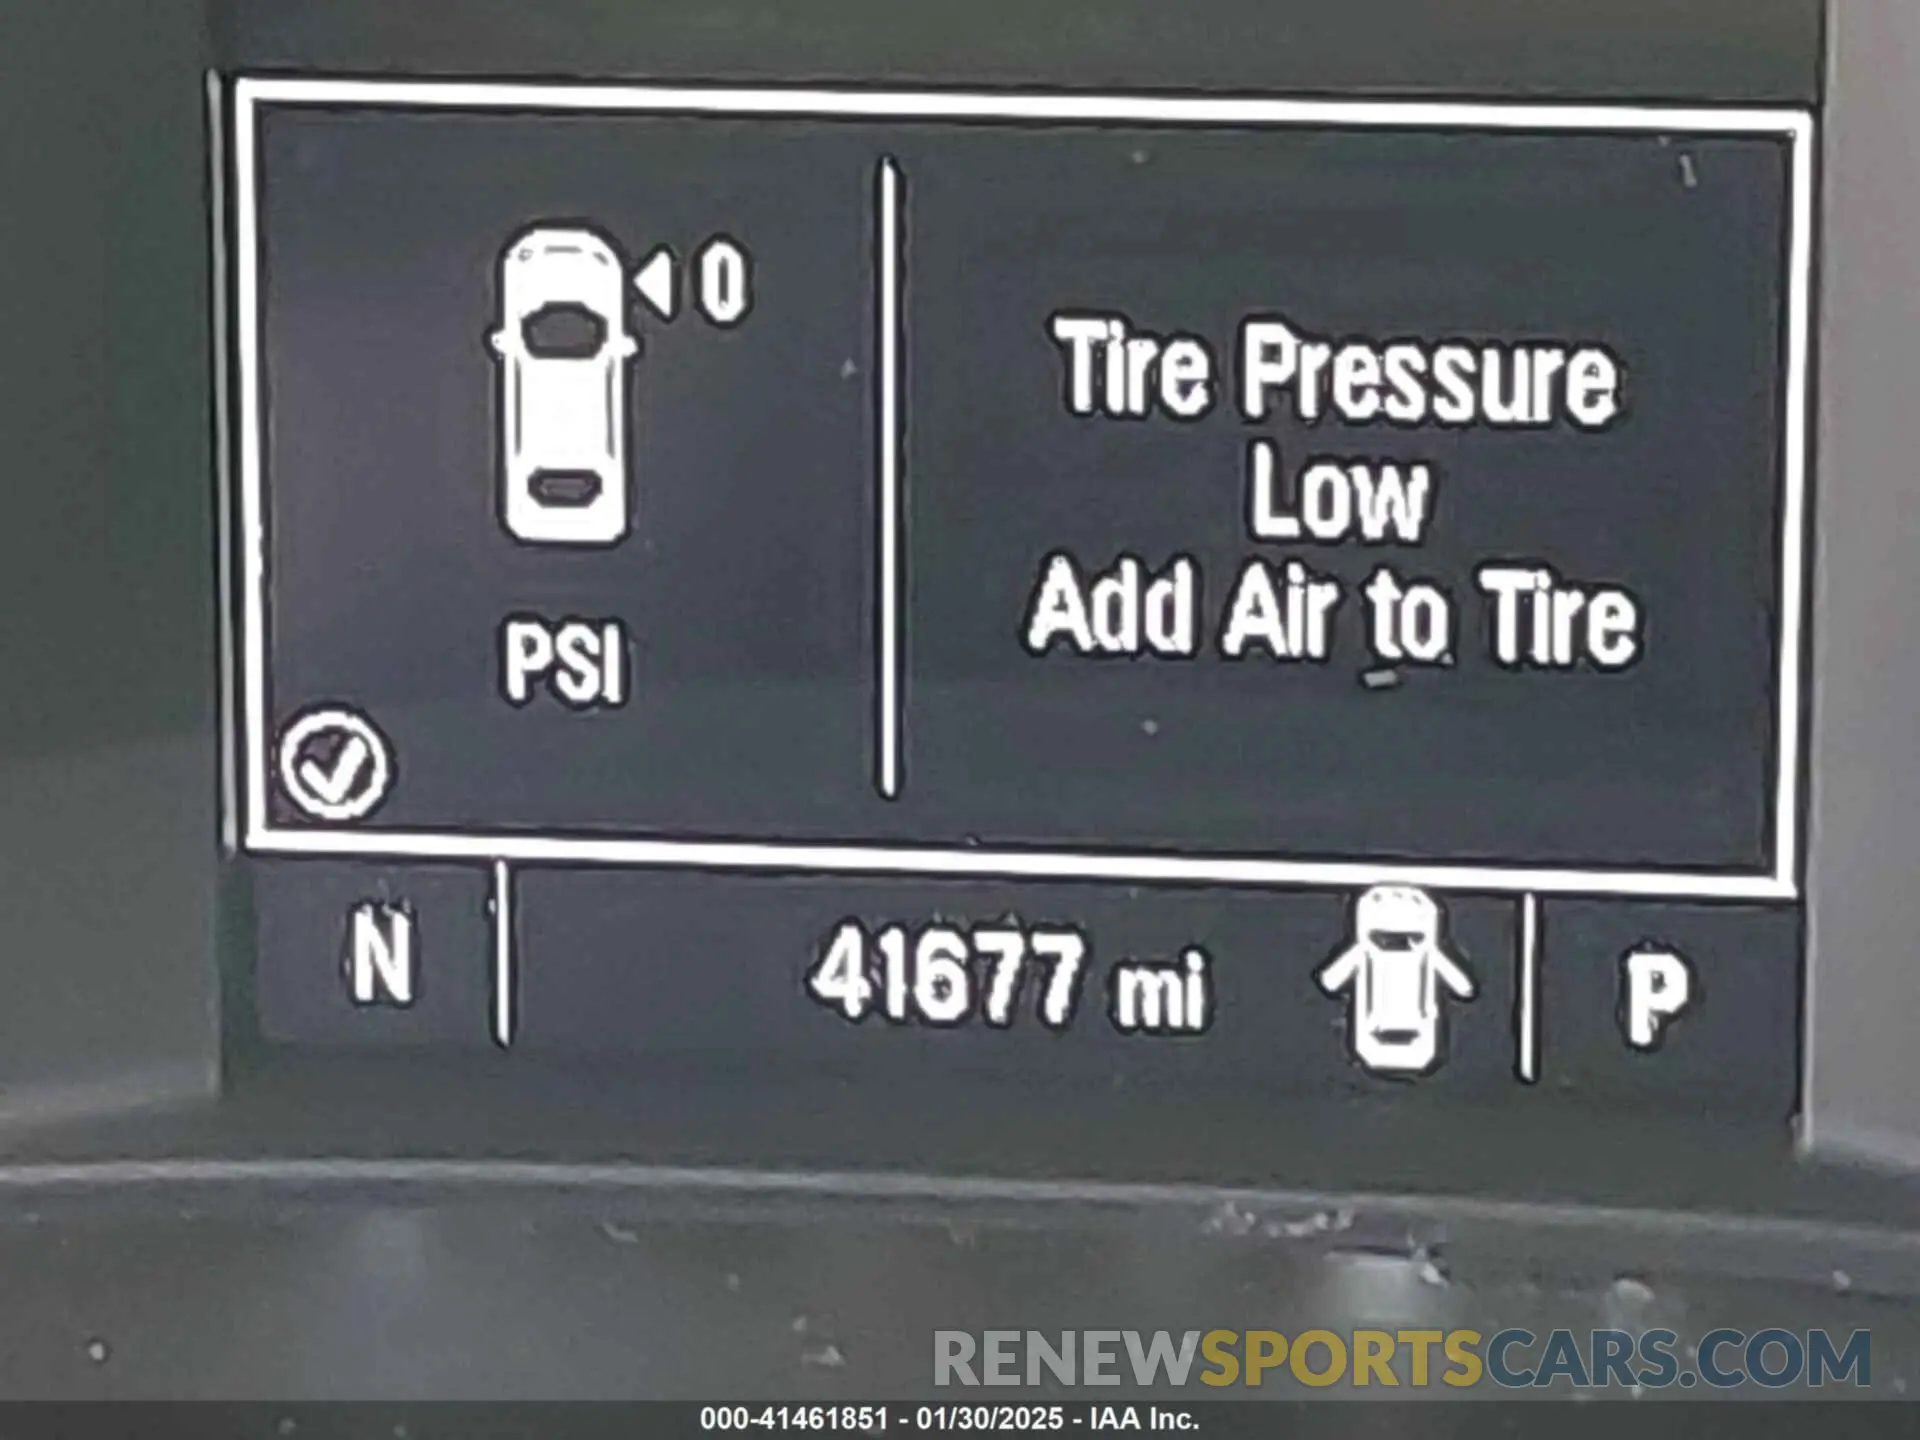 0
PSI
Tire Pressure
Low
Add Air to Tire
N
41677 mi
P
RENEWSPORTSCARS.COM
000-41461851 - 01/30/2025 - IAA Inc.